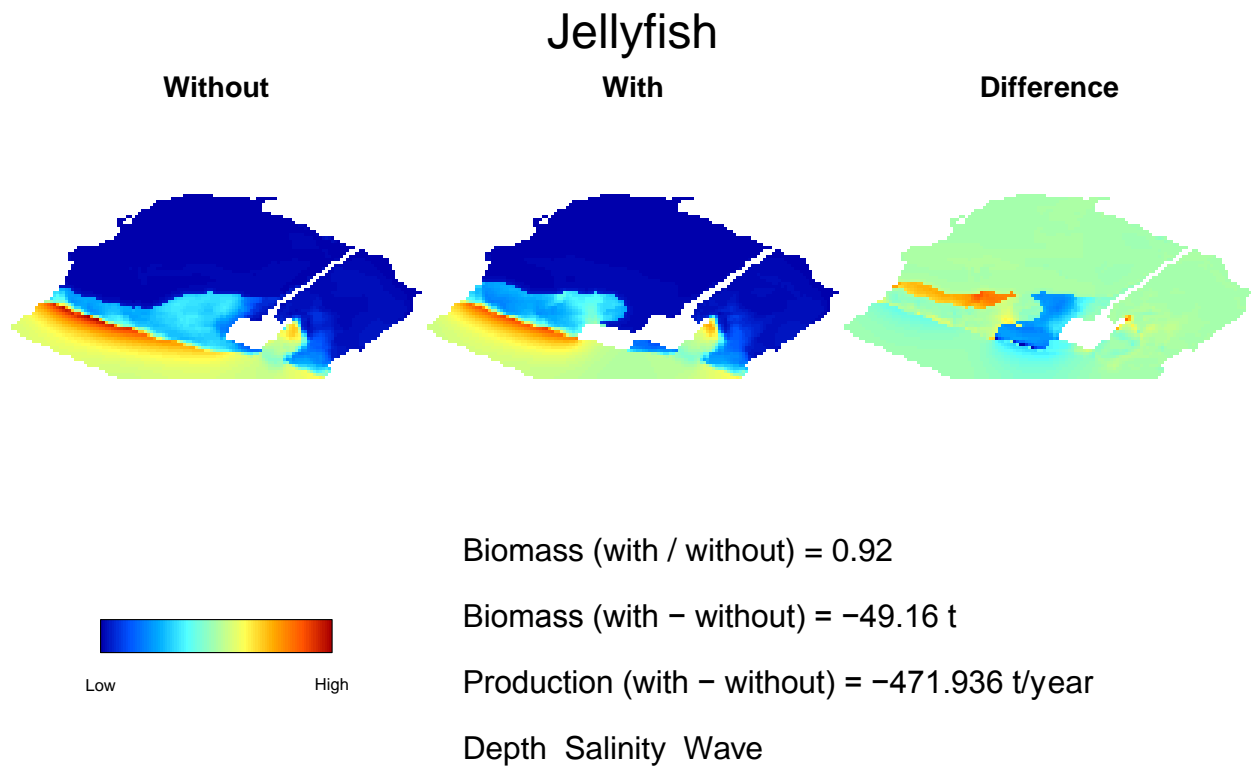 Jellyfish
Without With Difference
Biomass (with / without) = 0.92
Biomass (with − without) = −49.16 t
Low High
Production (with − without) = −471.936 t/year
Depth Salinity Wave